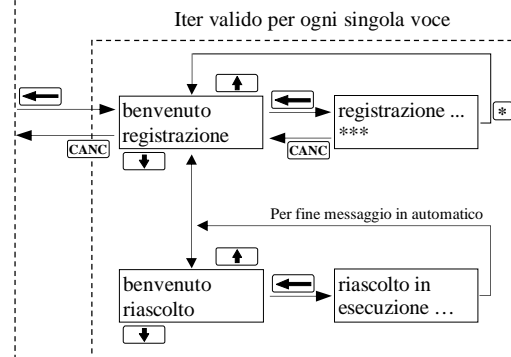 Iter valido per ogni singola voce
benvenuto
registrazione
registrazione ...
***
*
CANC
CANC
Per fine messaggio in automatico
benvenuto
riascolto
riascolto in
esecuzione ...